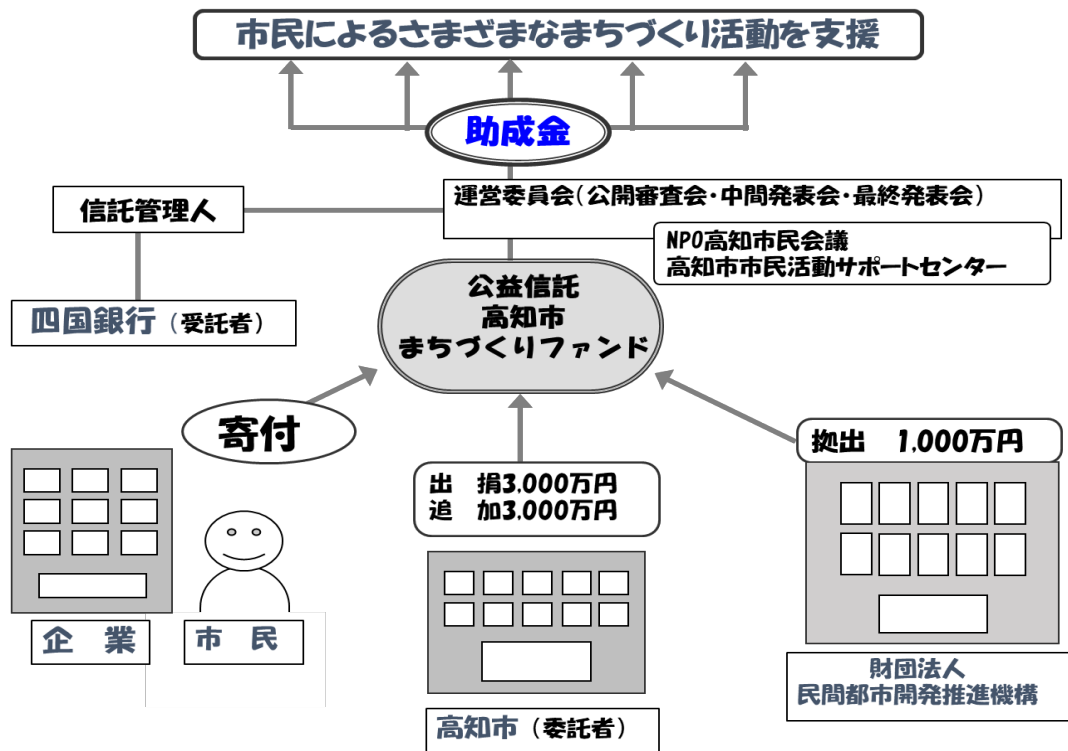 市民によるさまざまなまちづくり活動を支援
助成金
運営委員会(公開審査会・中間発表会・最終発表会)
信託管理人
NPO高知市民会議
高知市市民活動サポートセンター
公益信託
高知市
まちづくりファンド
四国銀行（受託者）
寄付
拠出　1,000万円
出　捐3,000万円
追　加3,000万円
企　業
市　民
財団法人
民間都市開発推進機構
高知市（委託者）